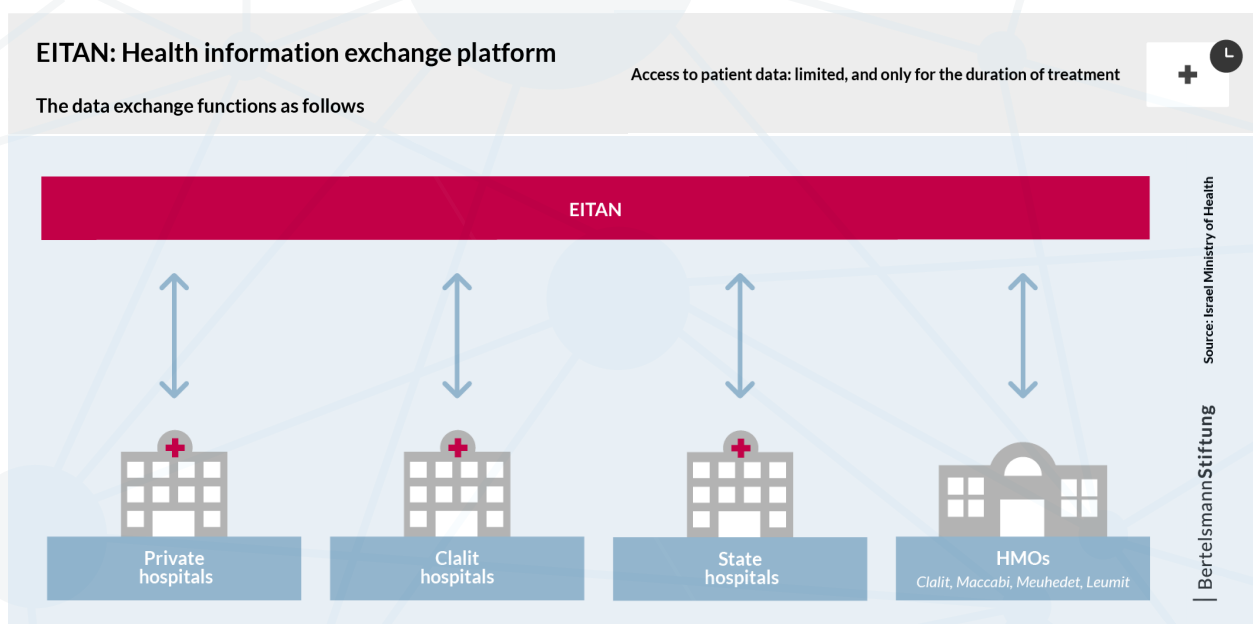 EITAN: Health information exchange platform
The data exchange functions as follows
Access to patient data: limited, and only for the duration of treatment
EITAN
Private
hospitals
Clalit
hospitals
State
hospitals
HMOs
Clalit, Maccabi, Meuhedet, Leumit
Source: Israel Ministry of Health
BertelsmannStiftung